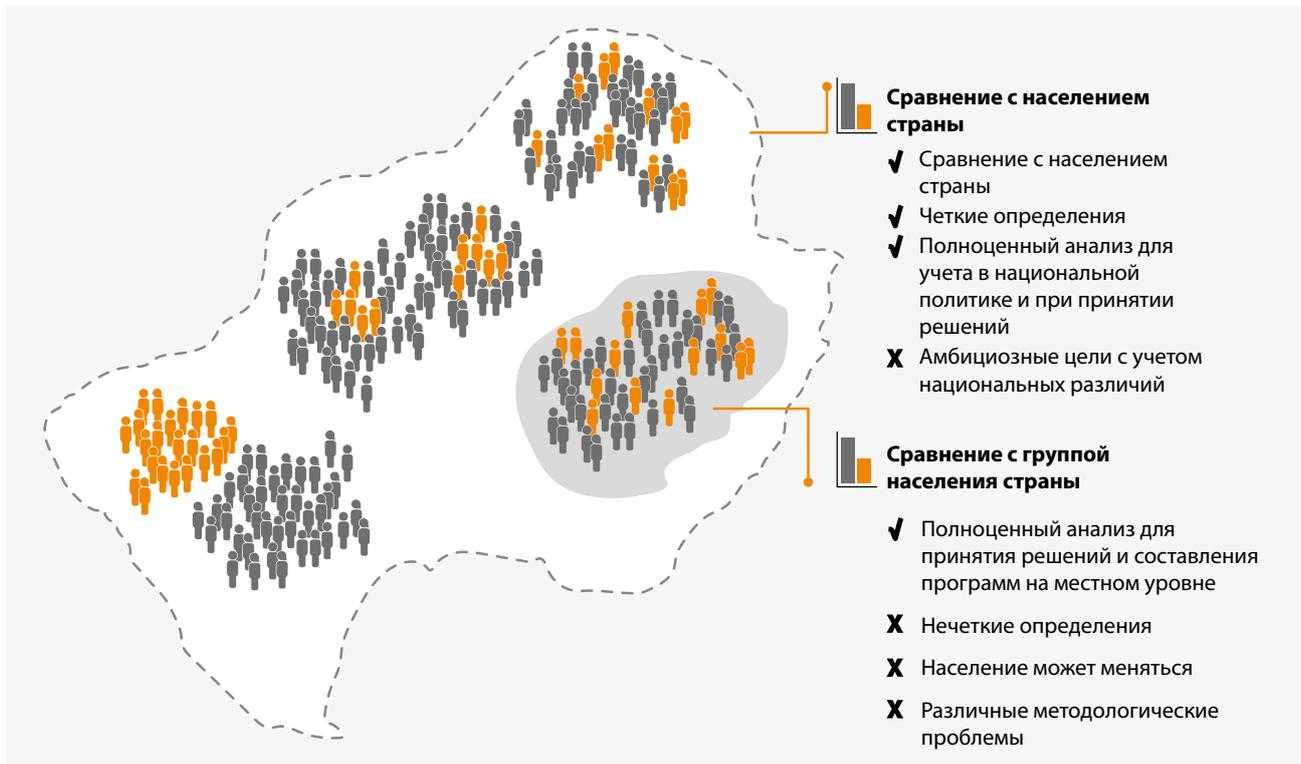 Сравнение с населением
страны
Сравнение с населением
страны
Четкие определения
Полноценный анализ для
учета в национальной
политике и при принятии
решений
Амбициозные цели с учетом
национальных различий
Сравнение с группой
населения страны
Полноценный анализ для
принятия решений и составления
программ на местном уровне
Нечеткие определения
Население может меняться
Различные методологические
проблемы